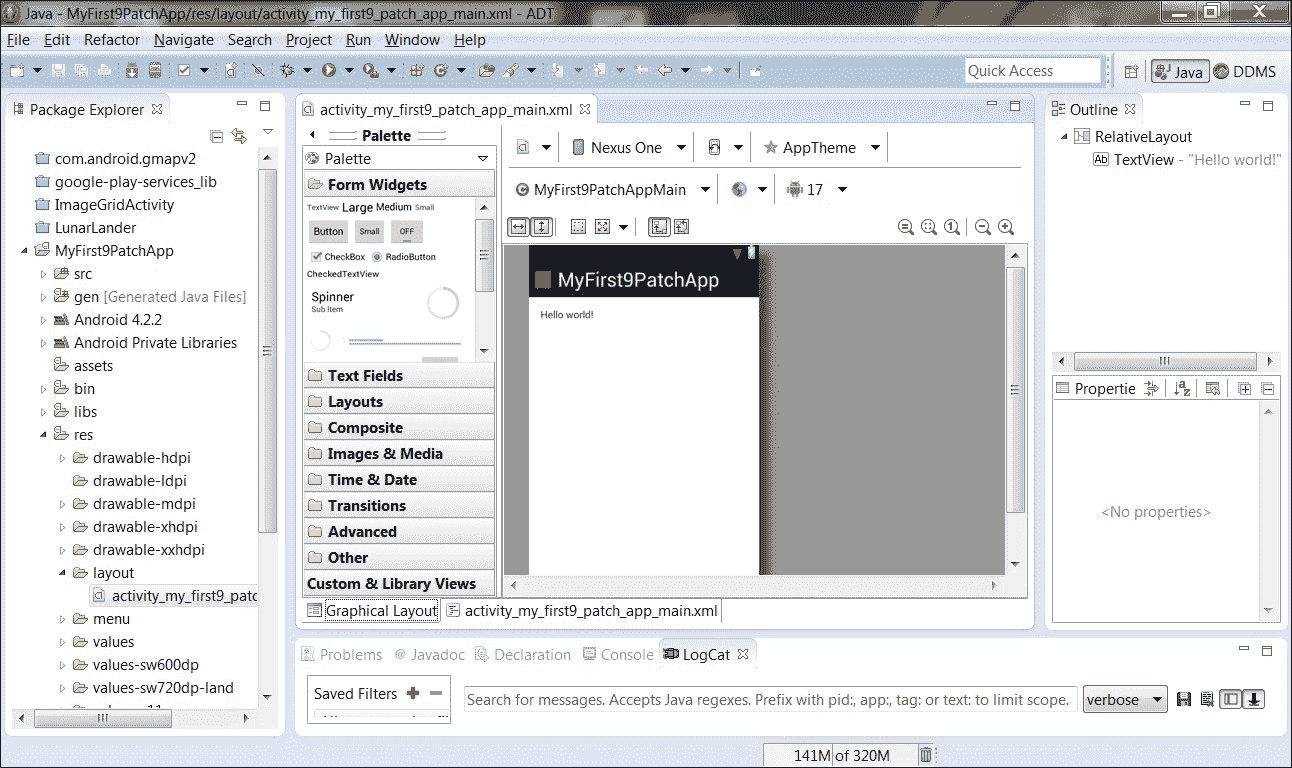 Java - MyFirst9PatchApp/res/layout/activity_my_first9_patch_app_main.xml - ADT
File Edit Refactor Navigate Search Project Run Window Help
Quick Access
Java
DDMS
Package Explorer
com.android.gmapv2
google-play-services_lib
ImageGridActivity
LunarLander
MyFirst9PatchApp
src
gen [Generated Java Files]
Android 4.2.2
Android Private Libraries
assets
bin
libs
res
drawable-hdpi
drawable-ldpi
drawable-mdpi
drawable-xhdpi
drawable-xxhdpi
layout
activity_my_first9_patc
menu
values
values-sw600dp
values-sw720dp-land
activity_my_first9_patch_app_main.xml
Palette
Palette
Form Widgets
TextView Large Medium Small
Button Small OFF
CheckBox RadioButton
CheckedTextView
Spinner
Sub Item
Text Fields
Layouts
Composite
Images & Media
Time & Date
Transitions
Advanced
Other
Custom & Library Views
Nexus One
AppTheme
MyFirst9PatchAppMain
17
1
MyFirst9PatchApp
Hello world!
Graphical Layout
activity_my_first9_patch_app_main.xml
Outline
RelativeLayout
Ab TextView - "Hello world!"
Propertie
<No properties>
Problems @ Javadoc Declaration Console LogCat
Saved Filters
Search for messages. Accepts Java regexes. Prefix with pid:, app:, tag: or text: to limit scope.
verbose
141M of 320M